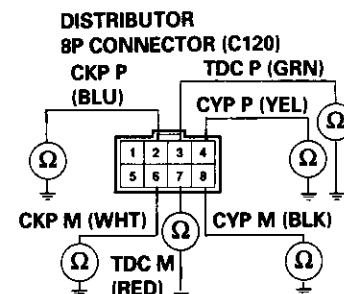 DISTRIBUTOR
8P CONNECTOR (C120)
CKP P
(BLU)
TDC P (GRN)
CYP P (YEL)
Ω
Ω
Ω
1 2 3 4
5 6 7 8
CKP M (WHT)
CYP M (BLK)
Ω
Ω
Ω
TDC M
(RED)